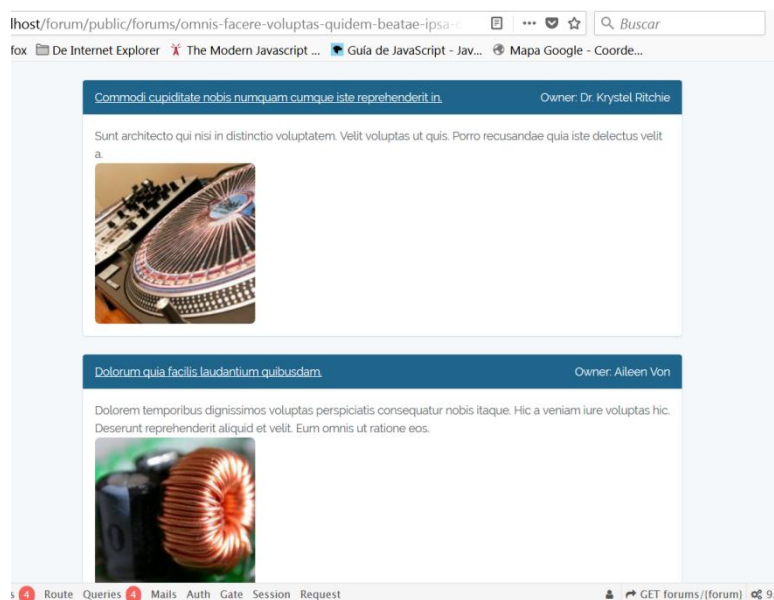 lhost/forum/public/forums/omnis-facere-voluptas-quidem-beatae-ipsa-
Buscar
fox De Internet Explorer The Modern Javascript ... Guía de JavaScript - Jav... Mapa Google - Coorde...
Commodi cupiditate nobis numquam cumque iste reprehenderit in. Owner: Dr. Krystel Ritchie
Sunt architecto qui nisi in distinctio voluptatem. Velit voluptas ut quis. Porro recusandae quia iste delectus velit
a.
Dolorum quia facilis laudantium quibusdam. Owner: Aileen Von
Dolorem temporibus dignissimos voluptas perspiciatis consequatur nobis itaque. Hic a veniam iure voluptas hic.
Deserunt reprehenderit aliquid et velit. Eum omnis ut ratione eos.
s 4 Route Queries 4 Mails Auth Gate Session Request GET forums/{forum} 9